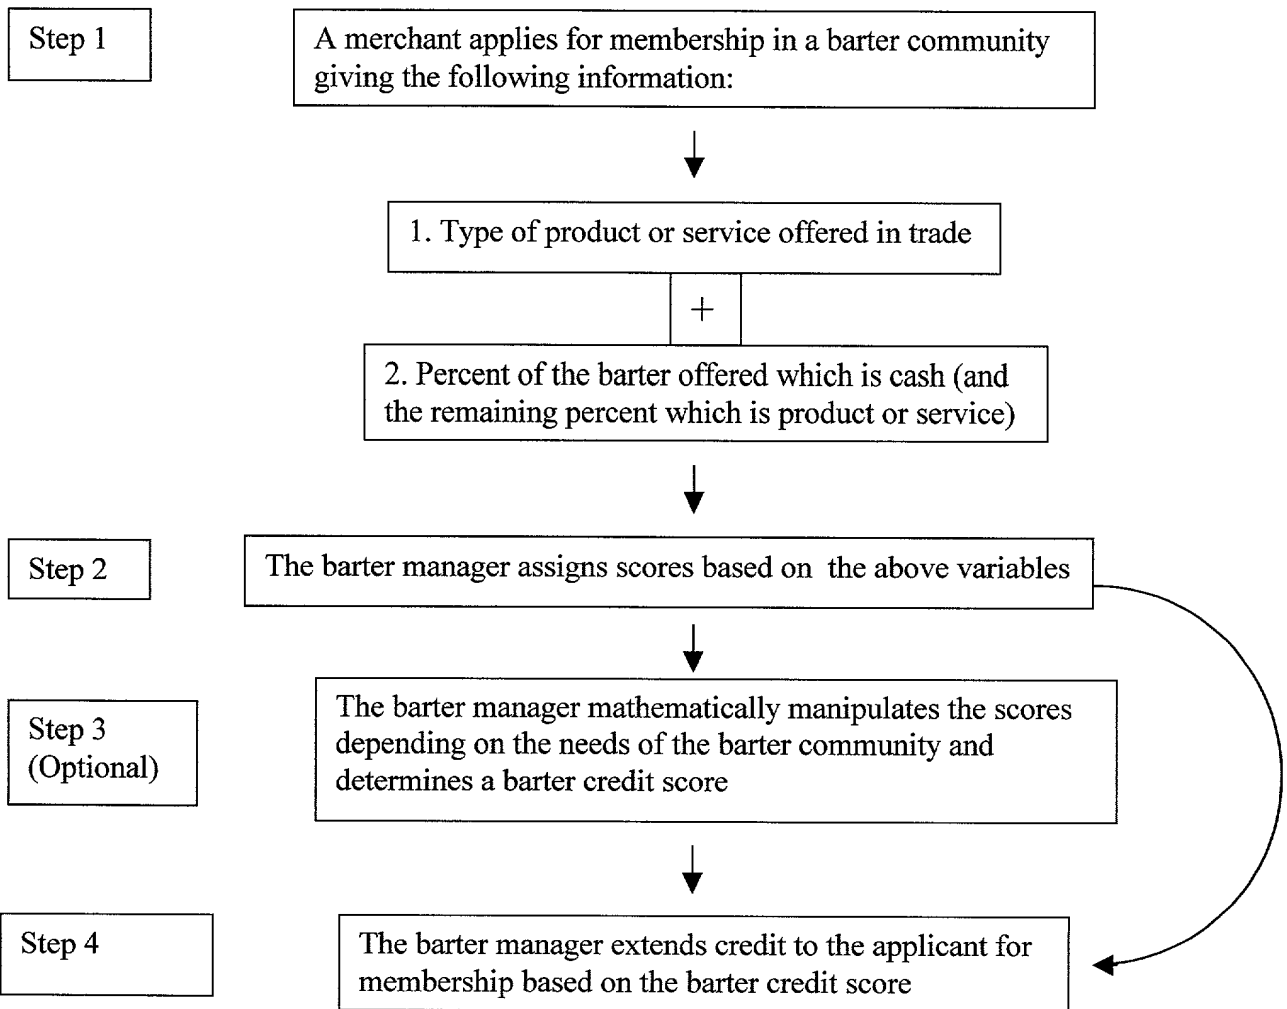 Step 1
A merchant applies for membership in a barter community
giving the following information:
1. Type of product or service offered in trade
+
2. Percent of the barter offered which is cash (and
the remaining percent which is product or service)
Step 2
The barter manager assigns scores based on the above variables
Step 3
(Optional)
The barter manager mathematically manipulates the scores
depending on the needs of the barter community and
determines a barter credit score
Step 4
The barter manager extends credit to the applicant for
membership based on the barter credit score